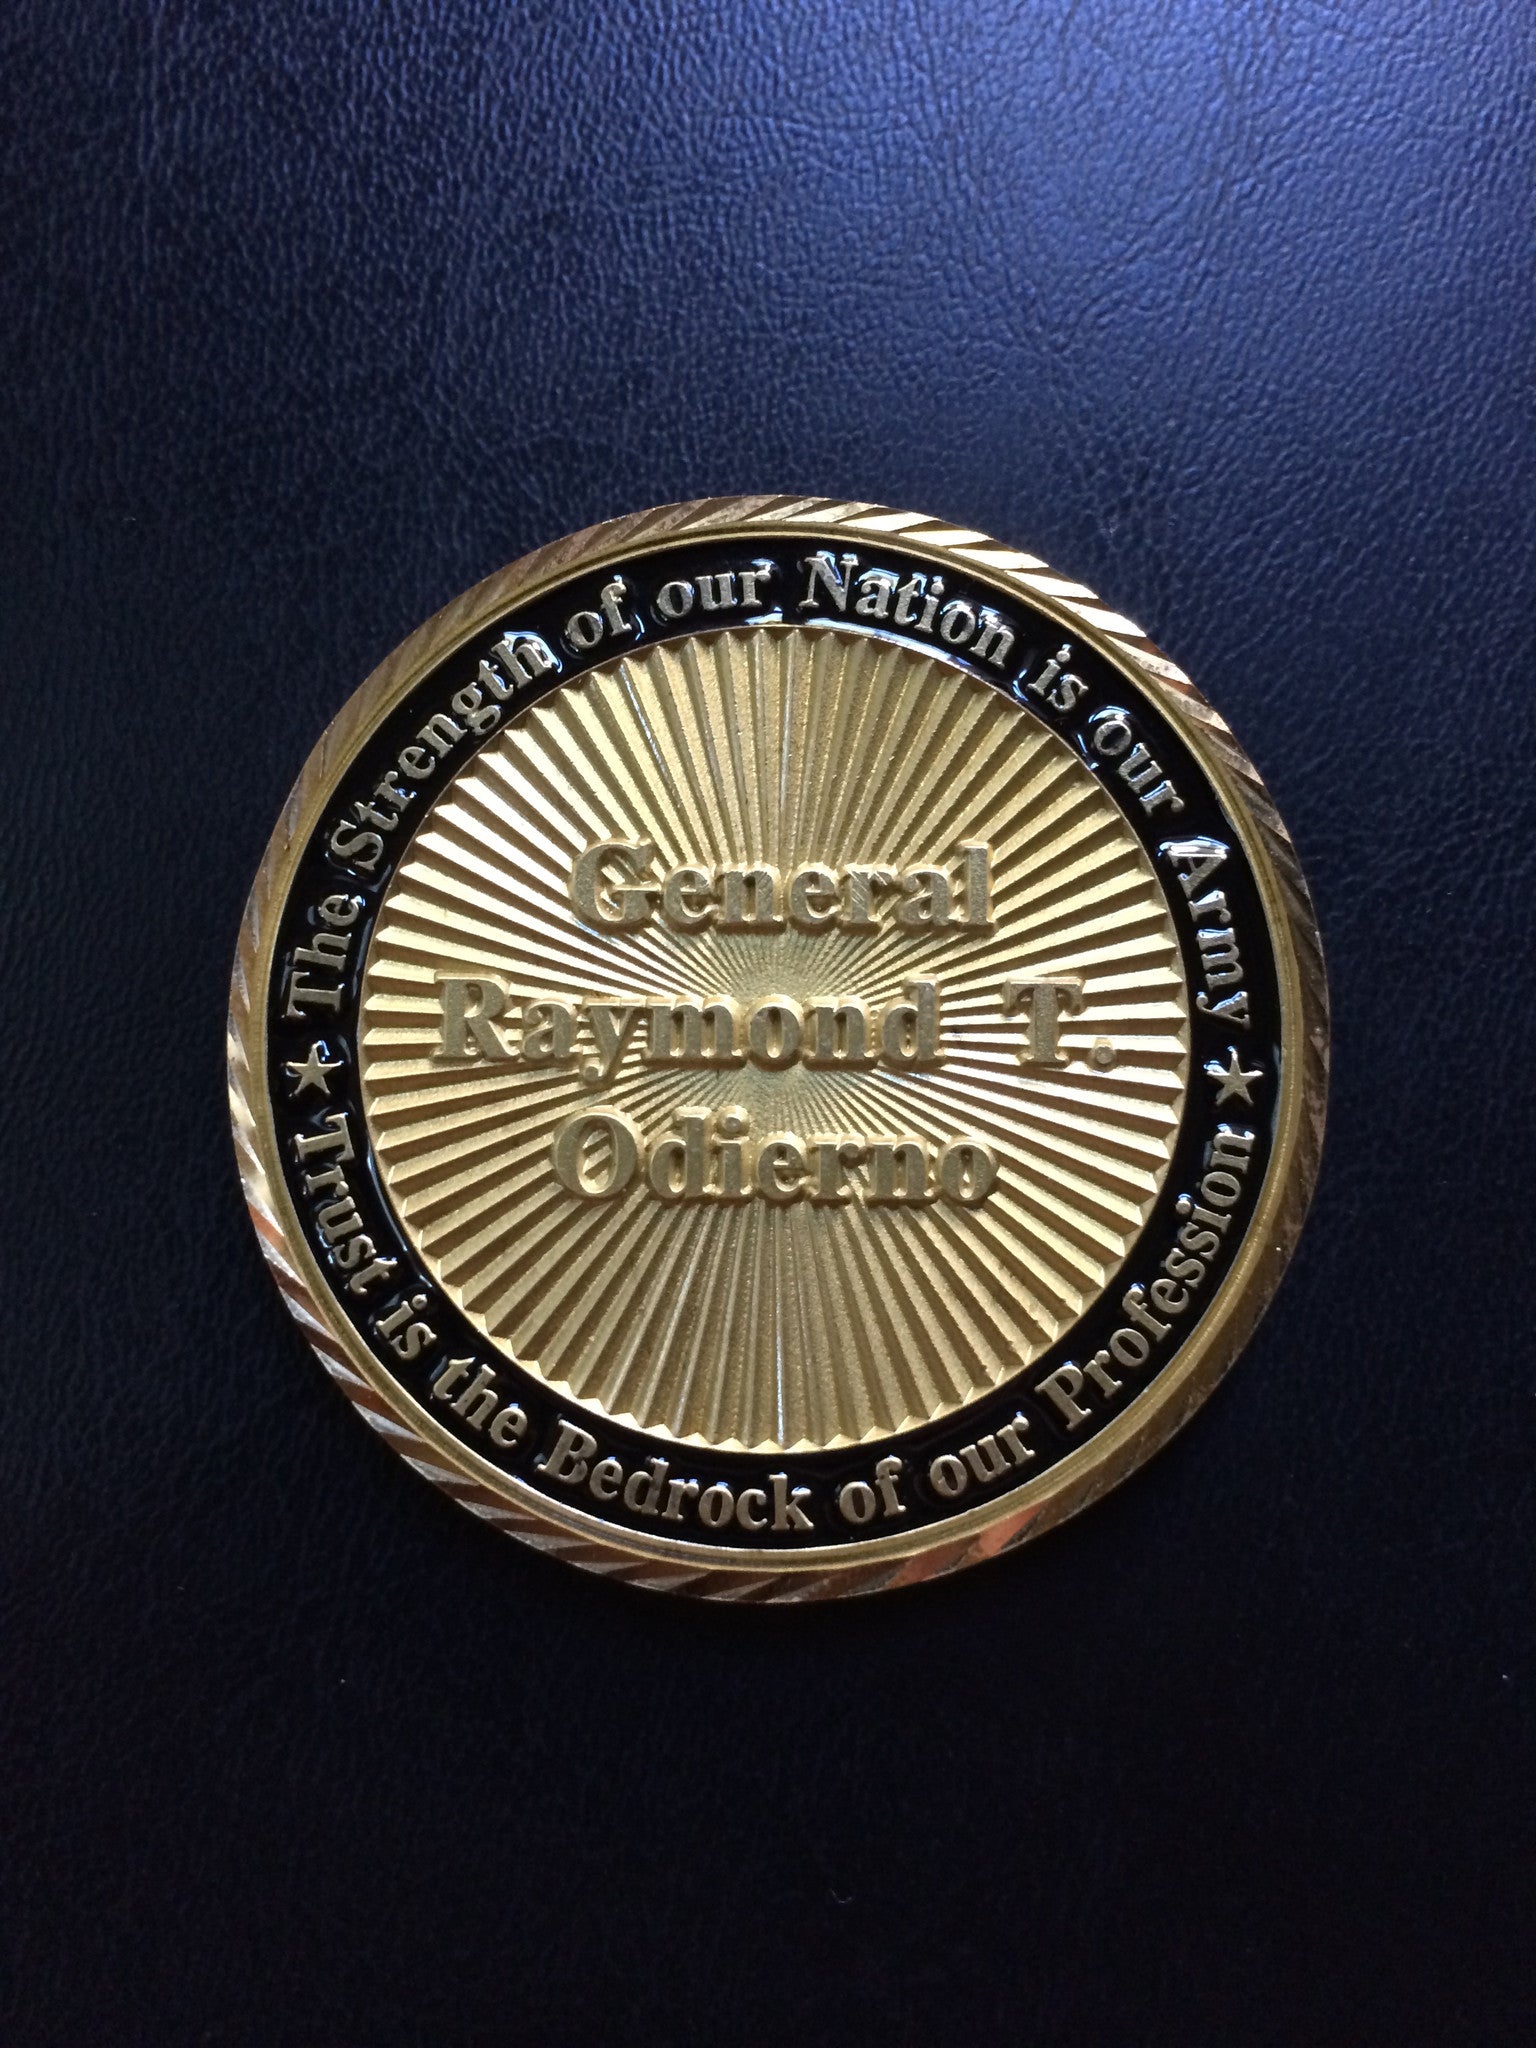 The Strength of our Nation is our Army
General
Raymond T.
Odierno
Trust is the Bedrock of our Profession